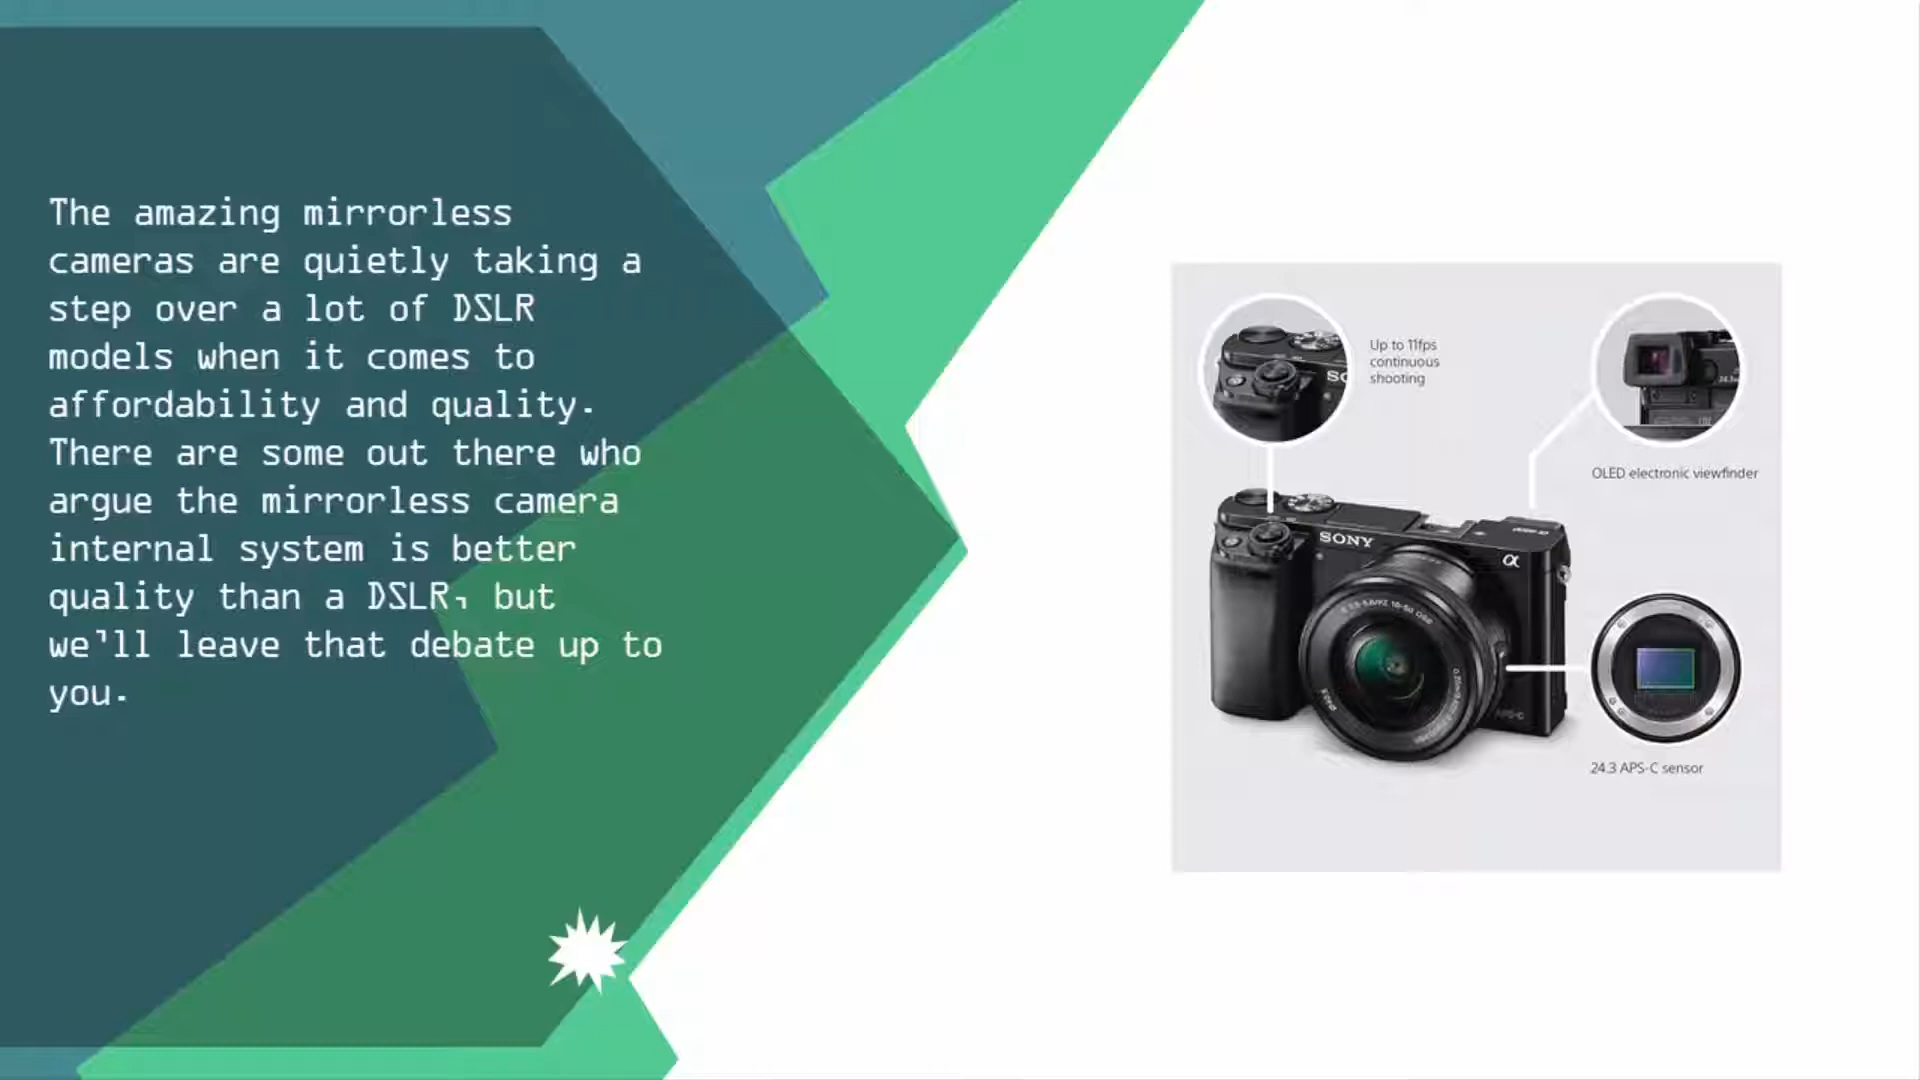 The amazing mirrorless
cameras are quietly taking a
step over a lot of DSLR
models when it comes to
affordability and quality.
There are some out there who
argue the mirrorless camera
internal system is better
quality than a DSLR, but
we'll leave that debate up to
you.
Up to 11fps
continuous
shooting
OLED electronic viewfinder
SONY
α
24.3 APS-C sensor